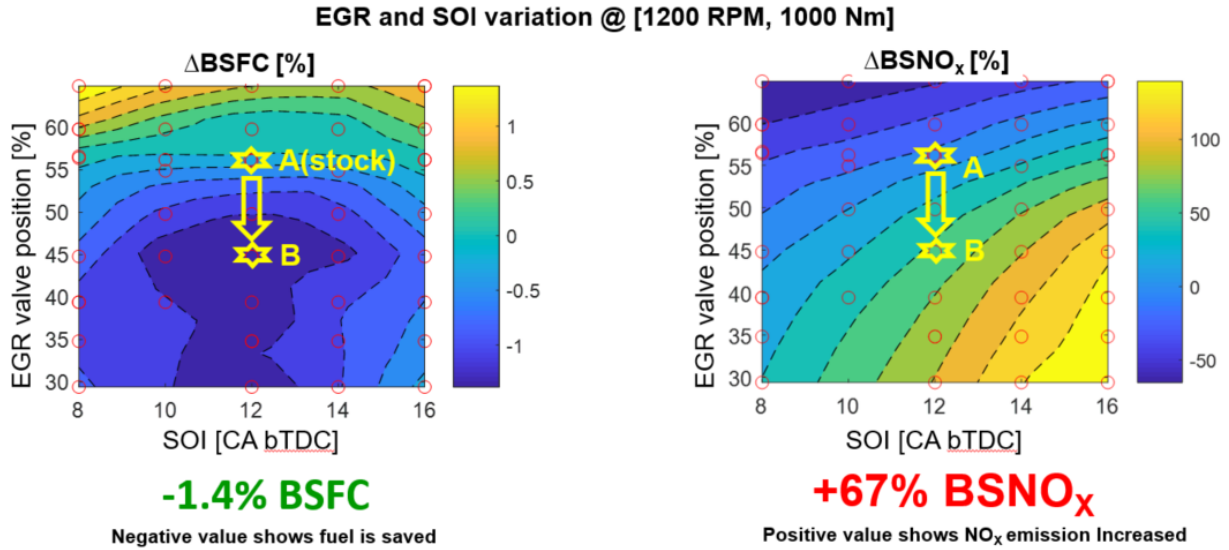 EGR and SOI variation @ [1200 RPM, 1000 Nm]
ΔBSFC [%]
EGR valve position [%]
60
55
50
45
40
35
30
8
10
12
14
16
SOI [CA bTDC]
A(stock)
B
1
0.5
0
-0.5
-1
-1.4% BSFC
Negative value shows fuel is saved
ΔBSNOₓ [%]
EGR valve position [%]
60
55
50
45
40
35
30
8
10
12
14
16
SOI [CA bTDC]
A
B
100
50
0
-50
+67% BSNOₓ
Positive value shows NOₓ emission Increased